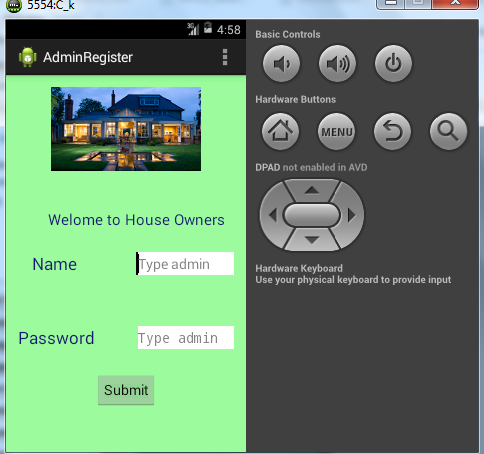 5554:C_k
3G 4:58
AdminRegister
Welome to House Owners
Name
Type admin
Password
Type admin
Submit
Basic Controls
Hardware Buttons
MENU
DPAD not enabled in AVD
Hardware Keyboard
Use your physical keyboard to provide input